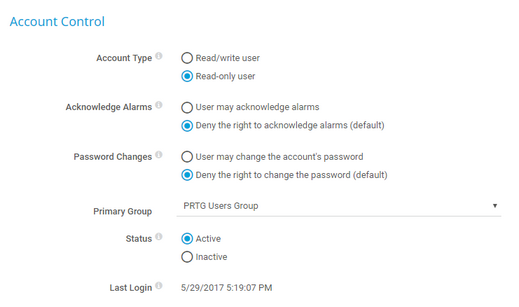 Account Control
Account Type Read/write user
Read-only user
Acknowledge Alarms User may acknowledge alarms
Deny the right to acknowledge alarms (default)
Password Changes User may change the account's password
Deny the right to change the password (default)
Primary Group PRTG Users Group
Status Active
Inactive
Last Login 5/29/2017 5:19:07 PM